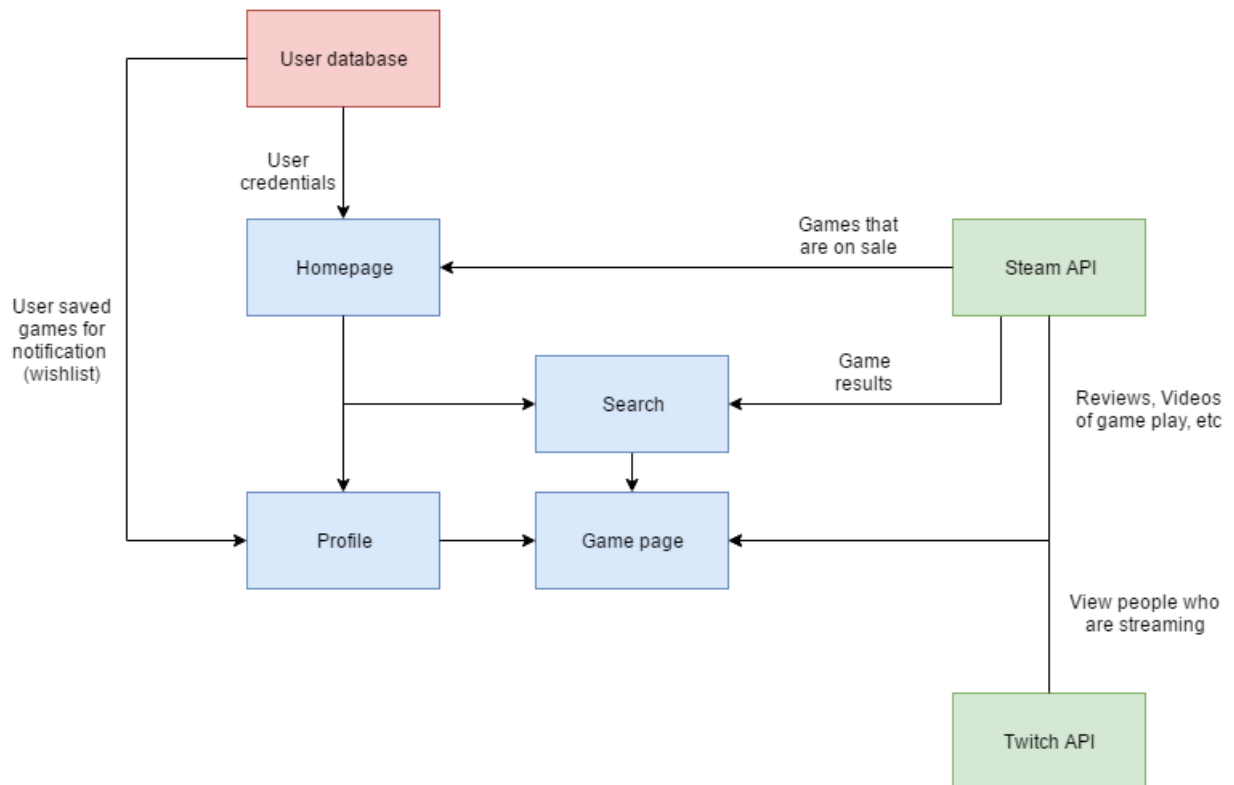 User database
User
credentials
Games that
are on sale
Homepage
Steam API
User saved
games for
notification
(wishlist)
Game
results
Search
Reviews, Videos
of game play, etc
Profile
Game page
View people who
are streaming
Twitch API